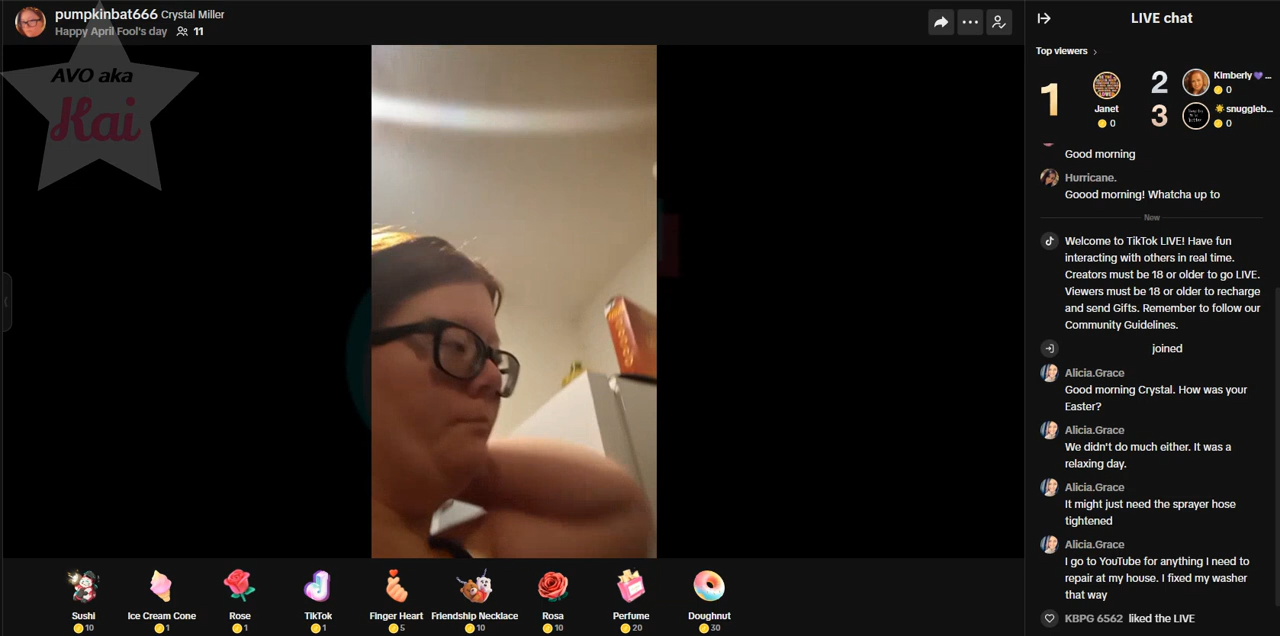 pumpkinbat666 Crystal Miller
Happy April Fool's day 11
AVO aka
Kai
LIVE chat
Top viewers
1
Janet
0
2
Kimberly 💜 ...
0
3
☀️ snuggleb...
0
Good morning
Hurricane.
Goood morning! Whatcha up to
Now
Welcome to TikTok LIVE! Have fun
interacting with others in real time.
Creators must be 18 or older to go LIVE.
Viewers must be 18 or older to recharge
and send Gifts. Remember to follow our
Community Guidelines.
joined
Alicia.Grace
Good morning Crystal. How was your
Easter?
Alicia.Grace
We didn't do much either. It was a
relaxing day.
Alicia.Grace
It might just need the sprayer hose
tightened
Alicia.Grace
I go to YouTube for anything I need to
repair at my house. I fixed my washer
that way
KBPG 6562 liked the LIVE
Sushi
10
Ice Cream Cone
1
Rose
1
TikTok
1
Finger Heart
5
Friendship Necklace
10
Rosa
10
Perfume
20
Doughnut
30